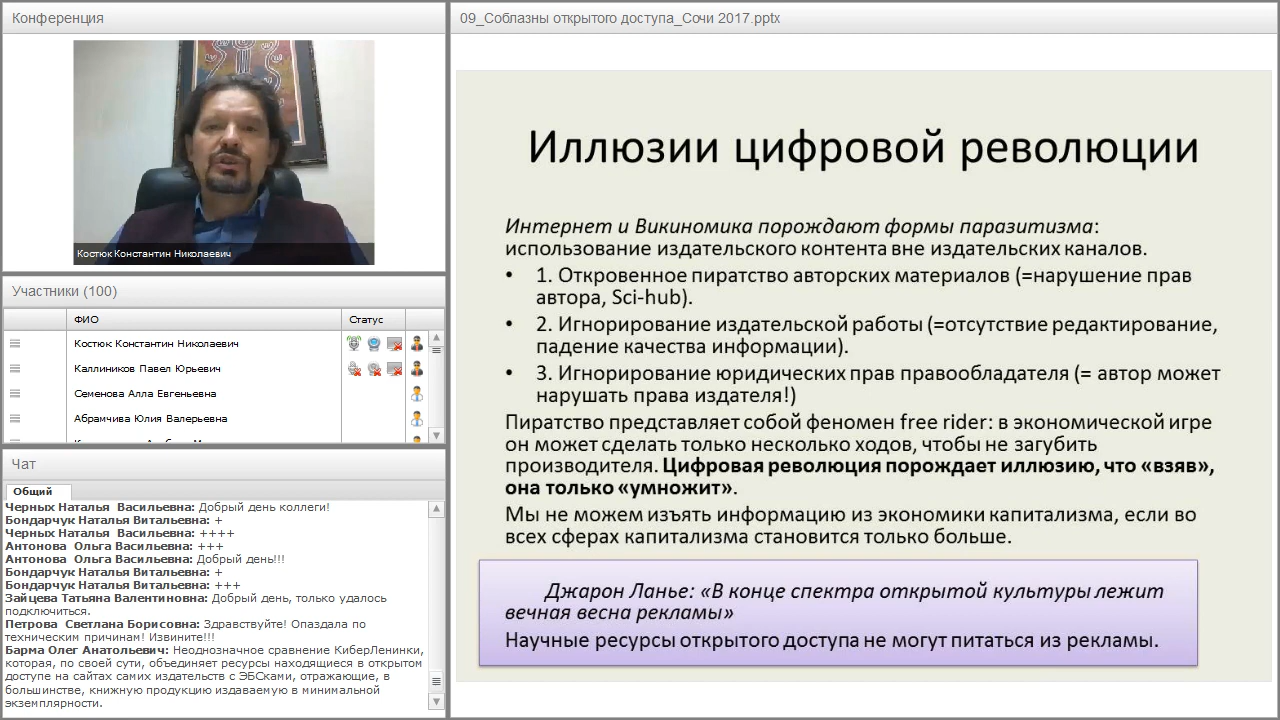 Конференция
Костюк Константин Николаевич
Участники (100)
ФИО
Статус
Костюк Константин Николаевич
Каллиников Павел Юрьевич
Семенова Алла Евгеньевна
Абрамчива Юлия Валерьевна
Чат
Общий
Черных Наталья Васильевна: Добрый день коллеги!
Бондарчук Наталья Витальевна: +
Черных Наталья Васильевна: ++++
Антонова Ольга Васильевна: +++
Антонова Ольга Васильевна: Добрый день!!!
Бондарчук Наталья Витальевна: +
Бондарчук Наталья Витальевна: +++
Зайцева Татьяна Валентиновна: Добрый день, только удалось
подключиться.
Петрова Светлана Борисовна: Здравствуйте! Опаздала по
техническим причинам! Извините!!!
Барма Олег Анатольевич: Неоднозначное сравнение КиберЛенинки,
которая, по своей сути, объединяет ресурсы находящиеся в открытом
доступе на сайтах самих издательств с ЭБСками, отражающие, в
большинстве, книжную продукцию издаваемую в минимальной
экземплярности.
09_Соблазны открытого доступа_Сочи 2017.pptx
Иллюзии цифровой революции
Интернет и Викиномика порождают формы паразитизма:
использование издательского контента вне издательских каналов.
• 1. Откровенное пиратство авторских материалов (=нарушение прав
автора, Sci-hub).
• 2. Игнорирование издательской работы (=отсутствие редактирование,
падение качества информации).
• 3. Игнорирование юридических прав правообладателя (= автор может
нарушать права издателя!)
Пиратство представляет собой феномен free rider: в экономической игре
он может сделать только несколько ходов, чтобы не загубить
производителя. Цифровая революция порождает иллюзию, что «взяв»,
она только «умножит».
Мы не можем изъять информацию из экономики капитализма, если во
всех сферах капитализма становится только больше.
Джарон Ланье: «В конце спектра открытой культуры лежит
вечная весна рекламы»
Научные ресурсы открытого доступа не могут питаться из рекламы.